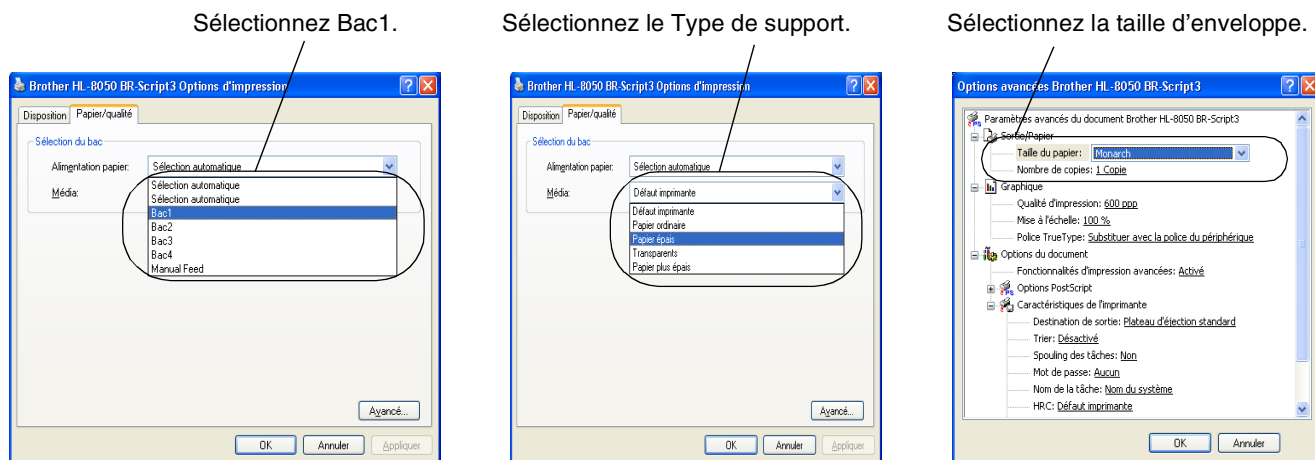 Sélectionnez Bac1.
Brother HL-8050 BR-Script3 Options d'impression
Disposition Papier/qualité
Sélection du bac
Alimentation papier: Sélection automatique
Média:
Sélection automatique
Sélection automatique
Bac1
Bac2
Bac3
Bac4
Manual Feed
Avancé...
OK Annuler Appliquer
Sélectionnez le Type de support.
Brother HL-8050 BR-Script3 Options d'impression
Disposition Papier/qualité
Sélection du bac
Alimentation papier: Sélection automatique
Média: Défaut imprimante
Défaut imprimante
Papier ordinaire
Papier épais
Transparents
Papier plus épais
Avancé...
OK Annuler Appliquer
Sélectionnez la taille d’enveloppe.
Options avancées Brother HL-8050 BR-Script3
Paramètres avancés du document Brother HL-8050 BR-Script3
Sortie/Papier
Taille du papier: Monarch
Nombre de copies: 1 Copie
Graphique
Qualité d'impression: 600 ppp
Mise à l'échelle: 100 %
Police TrueType: Substituer avec la police du périphérique
Options du document
Fonctionnalités d'impression avancées: Activé
Options PostScript
Caractéristiques de l'imprimante
Destination de sortie: Plateau d'éjection standard
Trier: Désactivé
Spouling des tâches: Non
Mot de passe: Aucun
Nom de la tâche: Nom du système
HRC: Défaut imprimante
OK Annuler